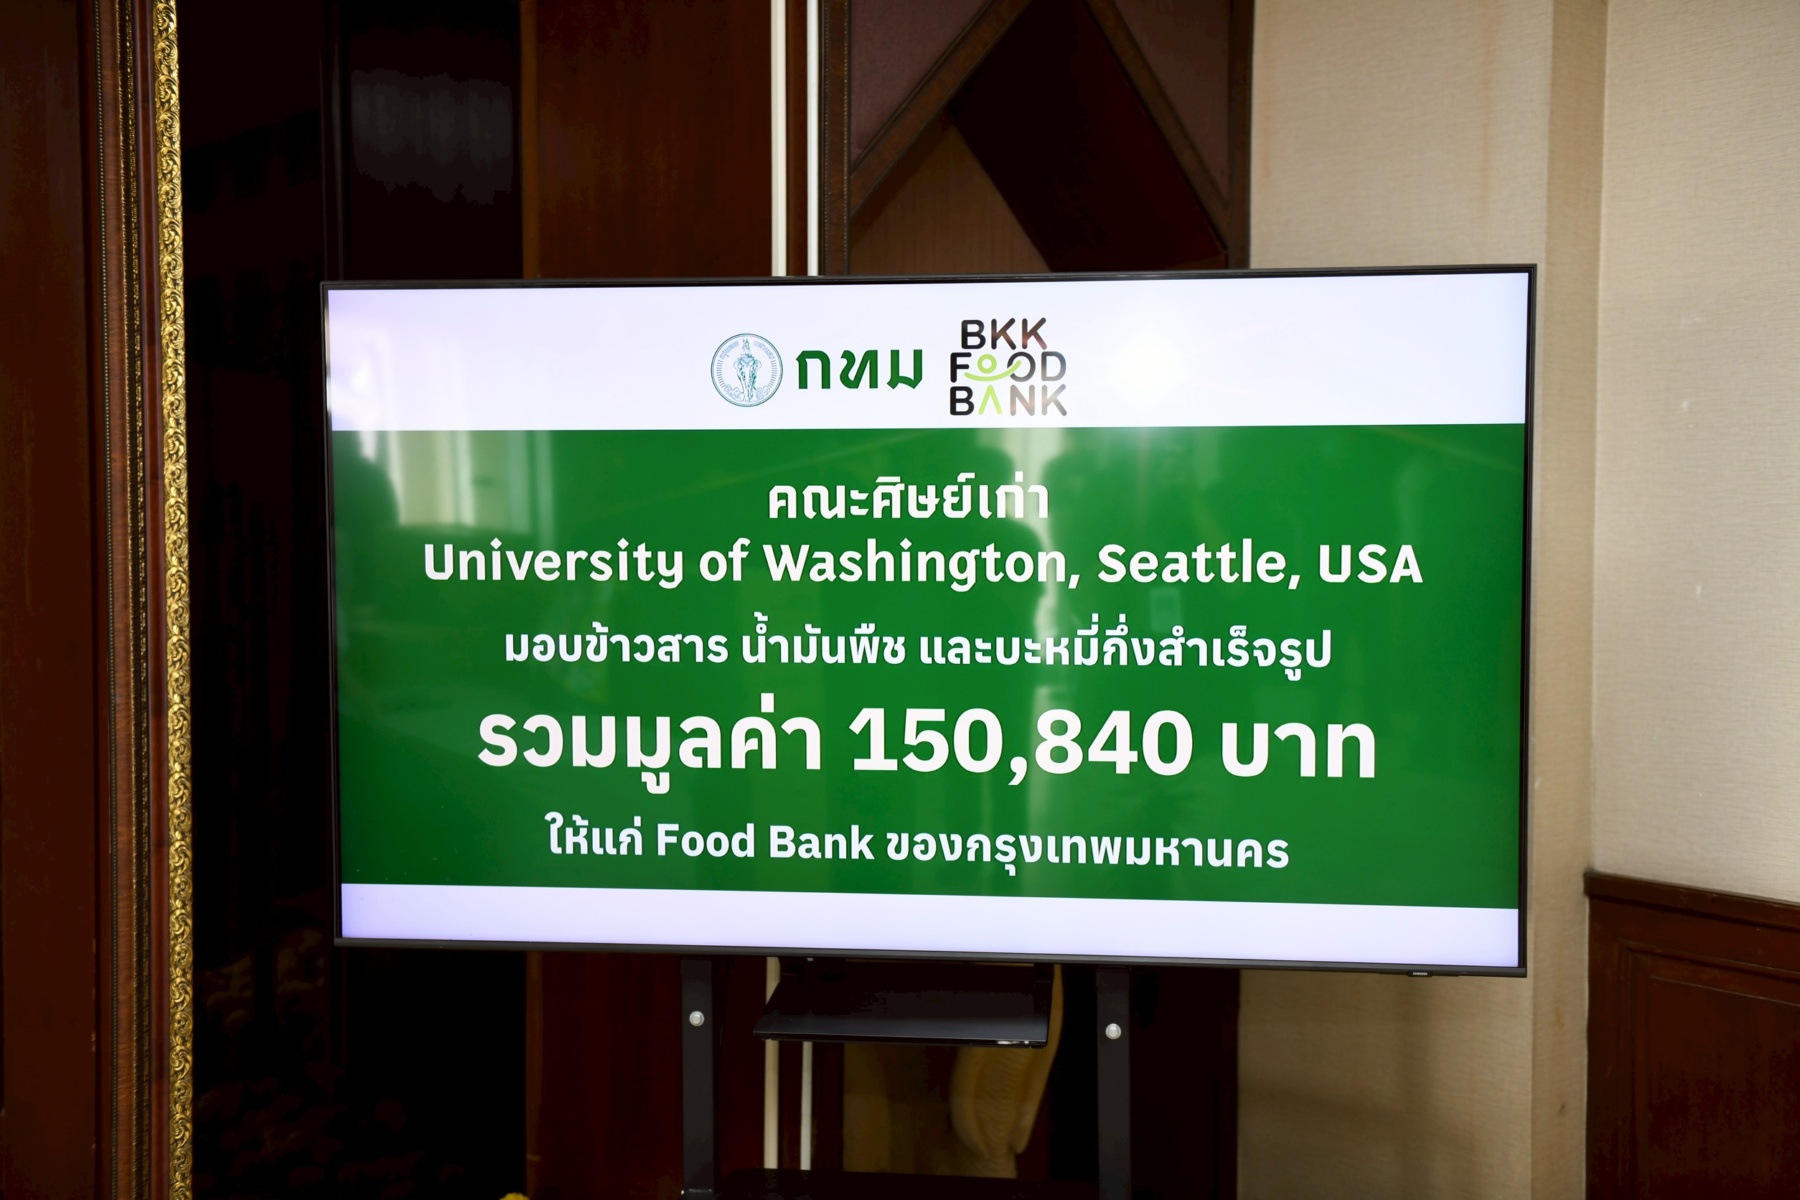 กทม
BKK
FOOD
BANK
คณะศิษย์เก่า
University of Washington, Seattle, USA
มอบข้าวสาร น้ำมันพืช และบะหมี่กึ่งสำเร็จรูป
รวมมูลค่า 150,840 บาท
ให้แก่ Food Bank ของกรุงเทพมหานคร
SAMSUNG